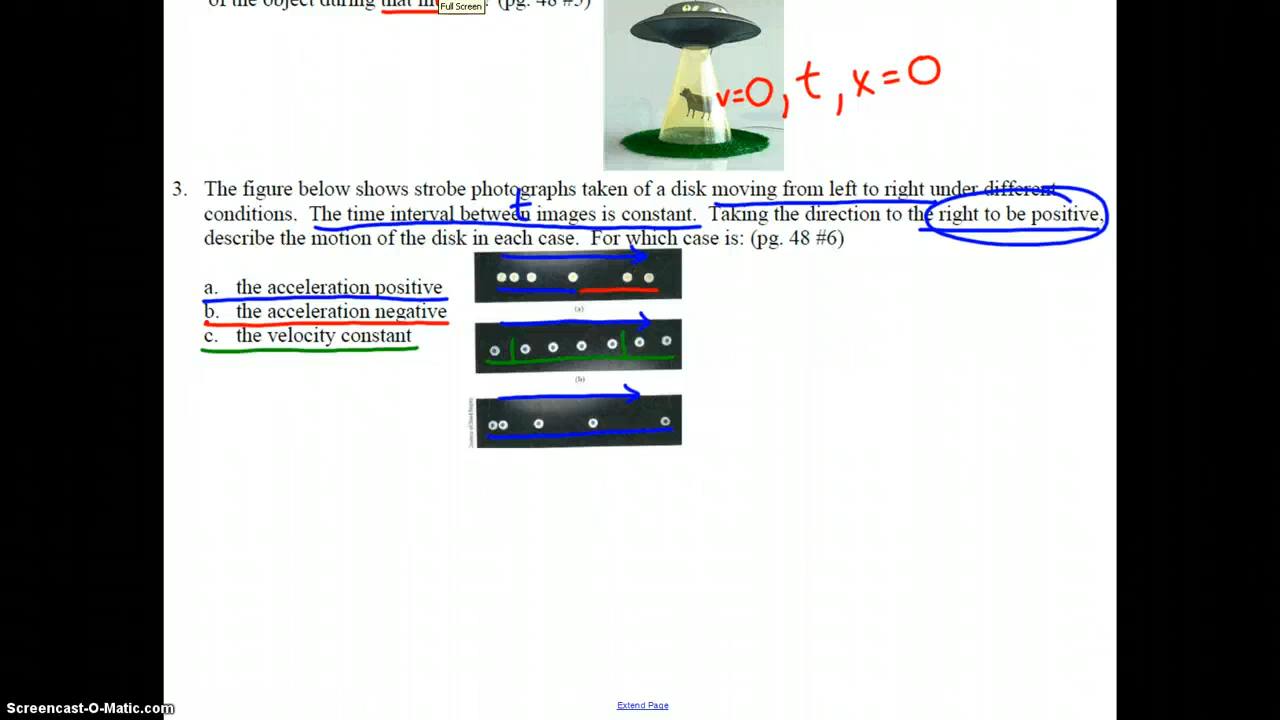 of the object during that in (pg. 48 #5)
Full Screen
v=0, t, x=0
3. The figure below shows strobe photographs taken of a disk moving from left to right under different
t
conditions. The time interval between images is constant. Taking the direction to the right to be positive,
describe the motion of the disk in each case. For which case is: (pg. 48 #6)
a. the acceleration positive
b. the acceleration negative
c. the velocity constant
(a)
(b)
Extend Page
Screencast-O-Matic.com